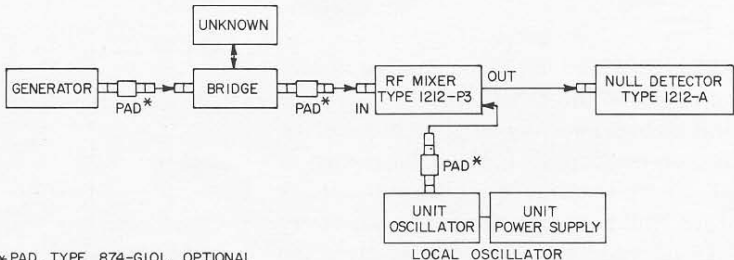 UNKNOWN
GENERATOR
PAD*
BRIDGE
PAD*
IN
RF MIXER
TYPE 1212-P3
OUT
NULL DETECTOR
TYPE 1212-A
PAD*
UNIT
OSCILLATOR
UNIT
POWER SUPPLY
LOCAL OSCILLATOR
*PAD TYPE 874-G10L OPTIONAL